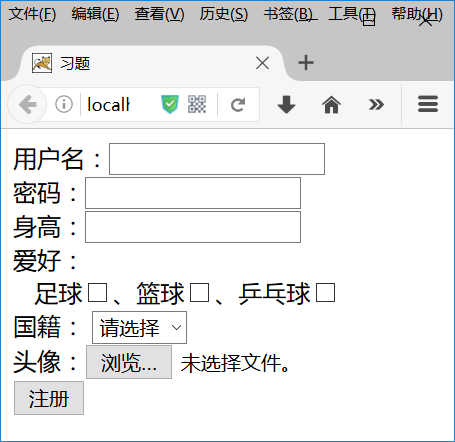 文件(F) 编辑(E) 查看(V) 历史(S) 书签(B) 工具(T) 帮助(H)
习题
localh
用户名：
密码：
身高：
爱好：
足球、篮球、乒乓球
国籍： 请选择
头像： 浏览... 未选择文件。
注册